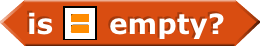 is = empty?